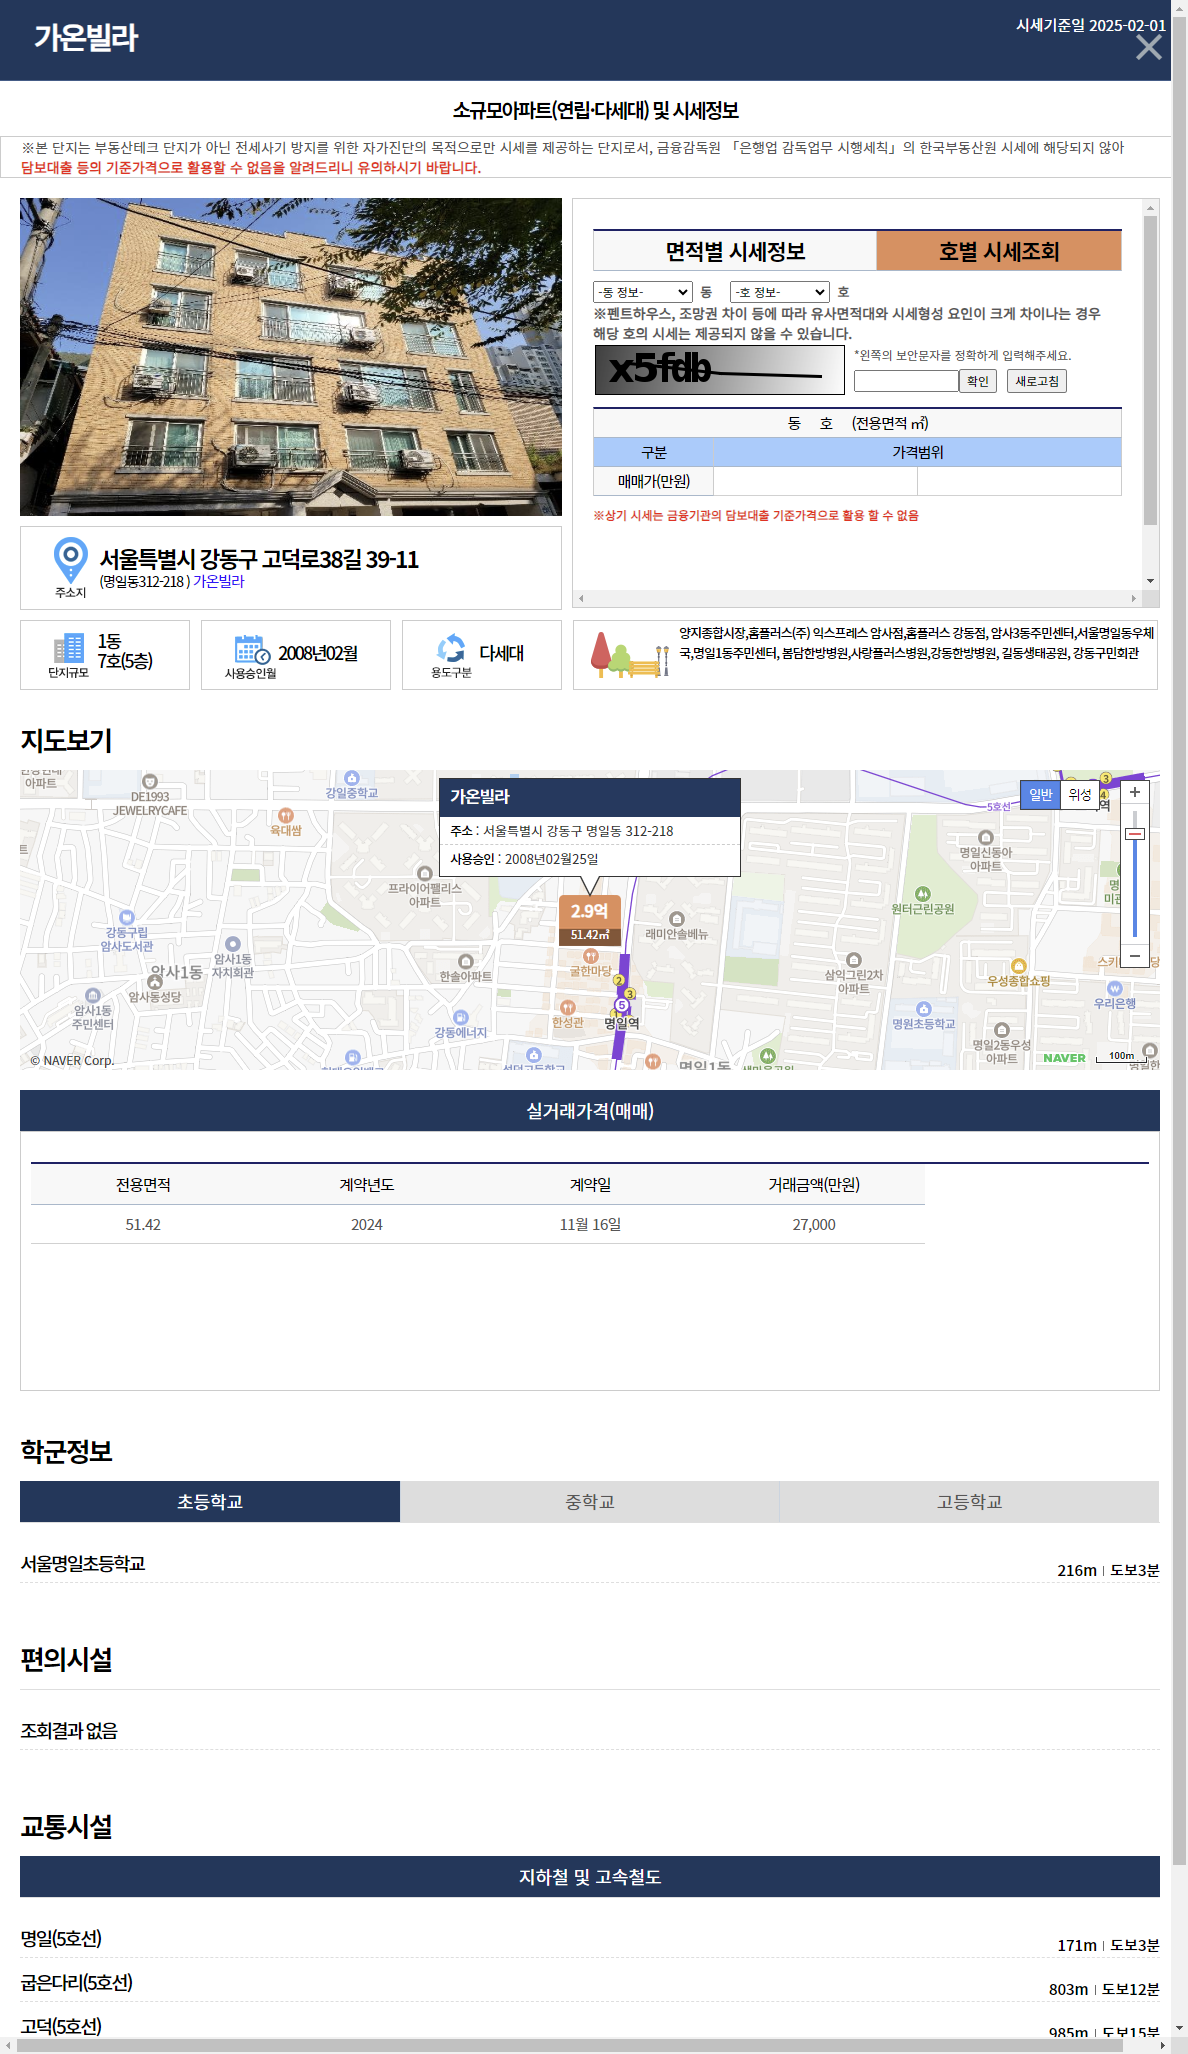 가온빌라
시세기준일 2025-02-01
소규모아파트(연립·다세대) 및 시세정보
※본 단지는 부동산테크 단지가 아닌 전세사기 방지를 위한 자가진단의 목적으로만 시세를 제공하는 단지로서, 금융감독원 「은행업 감독업무 시행세칙」의 한국부동산원 시세에 해당되지 않아
담보대출 등의 기준가격으로 활용할 수 없음을 알려드리니 유의하시기 바랍니다.
면적별 시세정보 호별 시세조회
-동 정보- 동 -호 정보- 호
※펜트하우스, 조망권 차이 등에 따라 유사면적대와 시세형성 요인이 크게 차이나는 경우
해당 호의 시세는 제공되지 않을 수 있습니다.
x5fdb
*왼쪽의 보안문자를 정확하게 입력해주세요.
확인 새로고침
동 호 (전용면적 ㎡)
구분 가격범위
매매가(만원)
※상기 시세는 금융기관의 담보대출 기준가격으로 활용 할 수 없음
주소지
서울특별시 강동구 고덕로38길 39-11
(명일동312-218 ) 가온빌라
단지규모
1동
7호(5층)
사용승인월
2008년02월
용도구분
다세대
양지종합시장,홈플러스(주) 익스프레스 암사점,홈플러스 강동점, 암사3동주민센터,서울명일동우체
국,명일1동주민센터, 봄담한방병원,사랑플러스병원,강동한방병원, 길동생태공원, 강동구민회관
지도보기
아파트
DE1993
JEWELRYCAFE
강일중학교
육대쌈
가온빌라
주소 : 서울특별시 강동구 명일동 312-218
사용승인 : 2008년02월25일
2.9억
51.42㎡
5호선
3
4
역
일반 위성
명일신동아
아파트
프라이어팰리스
아파트
원터근린공원
강동구립
암사도서관
래미안솔베뉴
암사1동
암사1동
자치회관
암사동성당
한솔아파트
굴한마당
삼익그린2차
아파트
우성종합쇼핑
우리은행
암사1동
주민센터
강동에너지
한성관
2
3
5
명일역
명원초등학교
명일2동우성
아파트
명일1동
© NAVER Corp.
NAVER
100m
실거래가격(매매)
전용면적 계약년도 계약일 거래금액(만원)
51.42 2024 11월 16일 27,000
학군정보
초등학교 중학교 고등학교
서울명일초등학교 216m | 도보3분
편의시설
조회결과 없음
교통시설
지하철 및 고속철도
명일(5호선) 171m | 도보3분
굽은다리(5호선) 803m | 도보12분
고덕(5호선) 985m | 도보15분